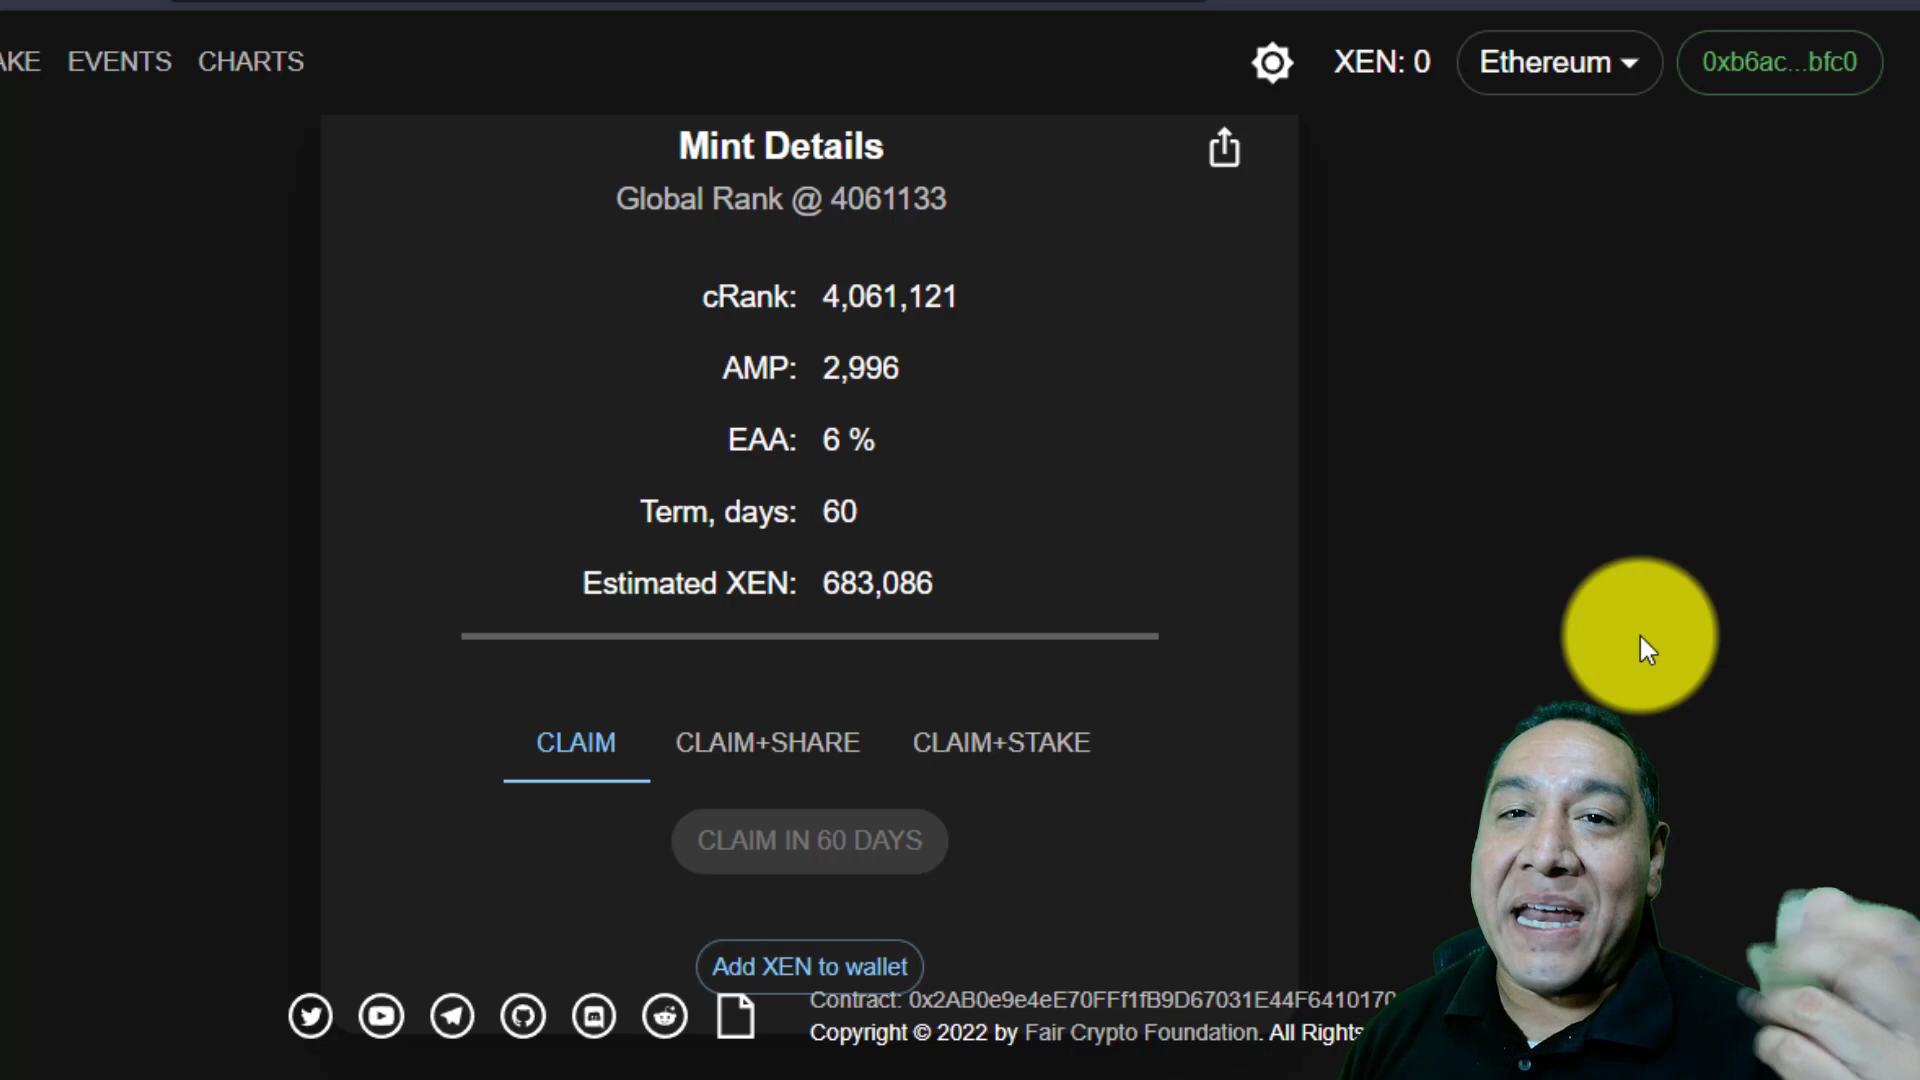 EVENTS CHARTS XEN: 0 Ethereum 0xb6ac...bfc0
Mint Details
Global Rank @ 4061133
cRank: 4,061,121
AMP: 2,996
EAA: 6 %
Term, days: 60
Estimated XEN: 683,086
CLAIM CLAIM+SHARE CLAIM+STAKE
CLAIM IN 60 DAYS
Add XEN to wallet
Contract: 0x2AB0e9e4eE70FFf1fB9D67031E44F6410170
Copyright © 2022 by Fair Crypto Foundation. All Rights